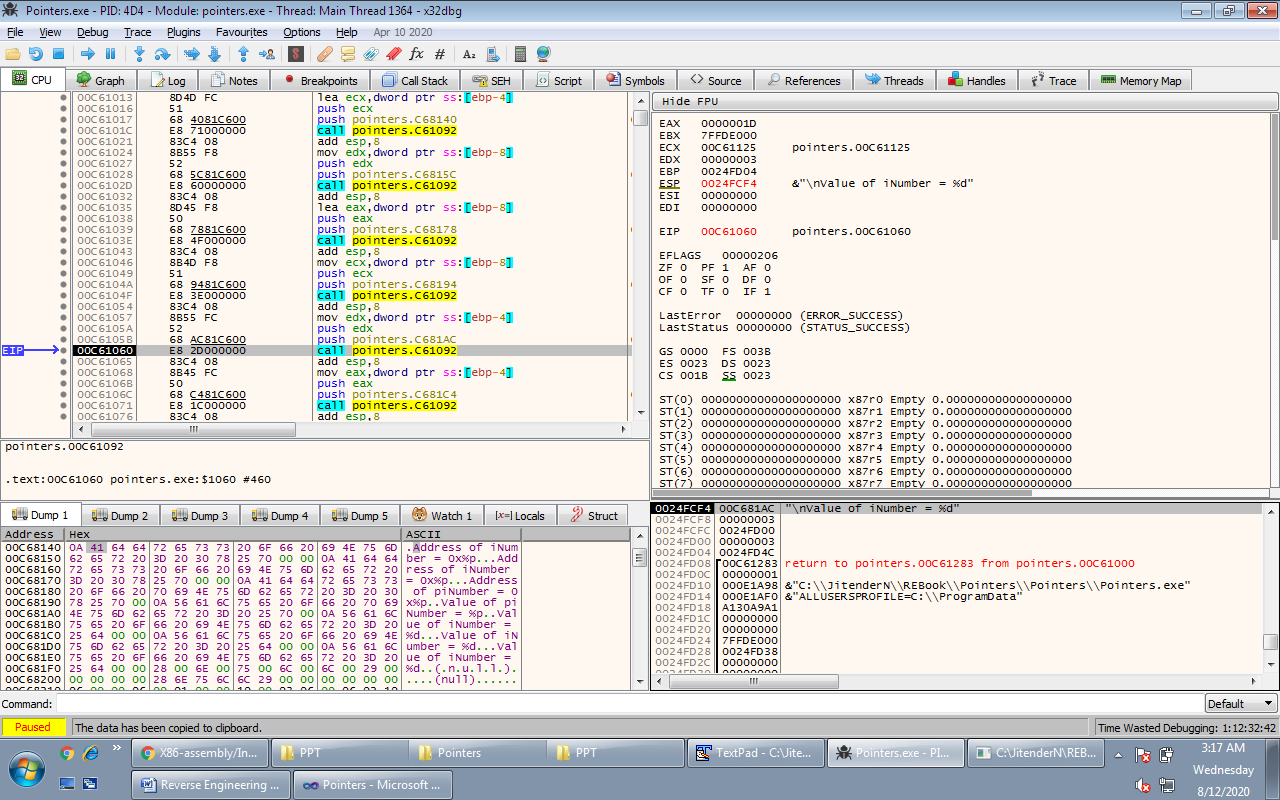 Pointers.exe - PID: 4D4 - Module: pointers.exe - Thread: Main Thread 1364 - x32dbg
File View Debug Trace Plugins Favourites Options Help Apr 10 2020
CPU Graph Log Notes Breakpoints Call Stack SEH Script Symbols Source References Threads Handles Trace Memory Map
00C61013 8D4D FC lea ecx,dword ptr ss:[ebp-4]
00C61016 51 push ecx
00C61017 68 4081C600 push pointers.C68140
00C6101C E8 71000000 call pointers.C61092
00C61021 83C4 08 add esp,8
00C61024 8B55 F8 mov edx,dword ptr ss:[ebp-8]
00C61027 52 push edx
00C61028 68 5C81C600 push pointers.C6815C
00C6102D E8 60000000 call pointers.C61092
00C61032 83C4 08 add esp,8
00C61035 8D45 F8 lea eax,dword ptr ss:[ebp-8]
00C61038 50 push eax
00C61039 68 7881C600 push pointers.C68178
00C6103E E8 4F000000 call pointers.C61092
00C61043 83C4 08 add esp,8
00C61046 8B4D F8 mov ecx,dword ptr ss:[ebp-8]
00C61049 51 push ecx
00C6104A 68 9481C600 push pointers.C68194
00C6104F E8 3E000000 call pointers.C61092
00C61054 83C4 08 add esp,8
00C61057 8B55 FC mov edx,dword ptr ss:[ebp-4]
00C6105A 52 push edx
00C6105B 68 AC81C600 push pointers.C681AC
EIP 00C61060 E8 2D000000 call pointers.C61092
00C61065 83C4 08 add esp,8
00C61068 8B45 FC mov eax,dword ptr ss:[ebp-4]
00C6106B 50 push eax
00C6106C 68 C481C600 push pointers.C681C4
00C61071 E8 1C000000 call pointers.C61092
00C61076 83C4 08 add esp,8
Hide FPU
EAX 0000001D
EBX 7FFDE000
ECX 00C61125 pointers.00C61125
EDX 00000003
EBP 0024FD04
ESP 0024FCF4 &"\nValue of iNumber = %d"
ESI 00000000
EDI 00000000
EIP 00C61060 pointers.00C61060
EFLAGS 00000206
ZF 0 PF 1 AF 0
OF 0 SF 0 DF 0
CF 0 TF 0 IF 1
LastError 00000000 (ERROR_SUCCESS)
LastStatus 00000000 (STATUS_SUCCESS)
GS 0000 FS 003B
ES 0023 DS 0023
CS 001B SS 0023
ST(0) 00000000000000000000 x87r0 Empty 0.000000000000000000
ST(1) 00000000000000000000 x87r1 Empty 0.000000000000000000
ST(2) 00000000000000000000 x87r2 Empty 0.000000000000000000
ST(3) 00000000000000000000 x87r3 Empty 0.000000000000000000
ST(4) 00000000000000000000 x87r4 Empty 0.000000000000000000
ST(5) 00000000000000000000 x87r5 Empty 0.000000000000000000
ST(6) 00000000000000000000 x87r6 Empty 0.000000000000000000
ST(7) 00000000000000000000 x87r7 Empty 0.000000000000000000
pointers.00C61092
.text:00C61060 pointers.exe:$1060 #460
Dump 1 Dump 2 Dump 3 Dump 4 Dump 5 Watch 1 Locals Struct
Address Hex ASCII
00C68140 0A 41 64 64 72 65 73 73 20 6F 66 20 69 4E 75 6D .Address of iNum
00C68150 62 65 72 20 3D 20 30 78 25 70 00 00 0A 41 64 64 ber = 0x%p...Add
00C68160 72 65 73 73 20 6F 66 20 69 4E 75 6D 62 65 72 20 ress of iNumber 
00C68170 3D 20 30 78 25 70 00 00 0A 41 64 64 72 65 73 73 = 0x%p...Address
00C68180 20 6F 66 20 70 69 4E 75 6D 62 65 72 20 3D 20 30 of piNumber = 0
00C68190 78 25 70 00 0A 56 61 6C 75 65 20 6F 66 20 70 69 x%p..Value of pi
00C681A0 4E 75 6D 62 65 72 20 3D 20 25 70 00 0A 56 61 6C Number = %p..Val
00C681B0 75 65 20 6F 66 20 69 4E 75 6D 62 65 72 20 3D 20 ue of iNumber = 
00C681C0 25 64 00 00 0A 56 61 6C 75 65 20 6F 66 20 69 4E %d...Value of iN
00C681D0 75 6D 62 65 72 20 3D 20 25 64 00 00 0A 56 61 6C umber = %d...Val
00C681E0 75 65 20 6F 66 20 69 4E 75 6D 62 65 72 20 3D 20 ue of iNumber = 
00C681F0 25 64 00 00 28 00 6E 00 75 00 6C 00 6C 00 29 00 %d..(.n.u.l.l.).
00C68200 00 00 00 00 28 6E 75 6C 6C 29 00 00 00 00 00 00 ....(null)......
0024FCF4 00C681AC "\nValue of iNumber = %d"
0024FCF8 00000003
0024FCFC 0024FD00
0024FD00 00000003
0024FD04 0024FD4C
0024FD08 00C61283 return to pointers.00C61283 from pointers.00C61000
0024FD0C 00000001
0024FD10 000E1A98 &"C:\\JitenderN\\REBook\\Pointers\\Pointers\\Pointers.exe"
0024FD14 000E1AF0 &"ALLUSERSPROFILE=C:\\ProgramData"
0024FD18 A130A9A1
0024FD1C 00000000
0024FD20 00000000
0024FD24 7FFDE000
0024FD28 0024FD38
0024FD2C 00000000
Command:
Default
Paused The data has been copied to clipboard. Time Wasted Debugging: 1:12:32:42
X86-assembly/In... PPT Pointers PPT TextPad - C:\Jite... Pointers.exe - PI... C:\JitenderN\REB...
Reverse Engineering ... Pointers - Microsoft ...
3:17 AM
Wednesday
8/12/2020